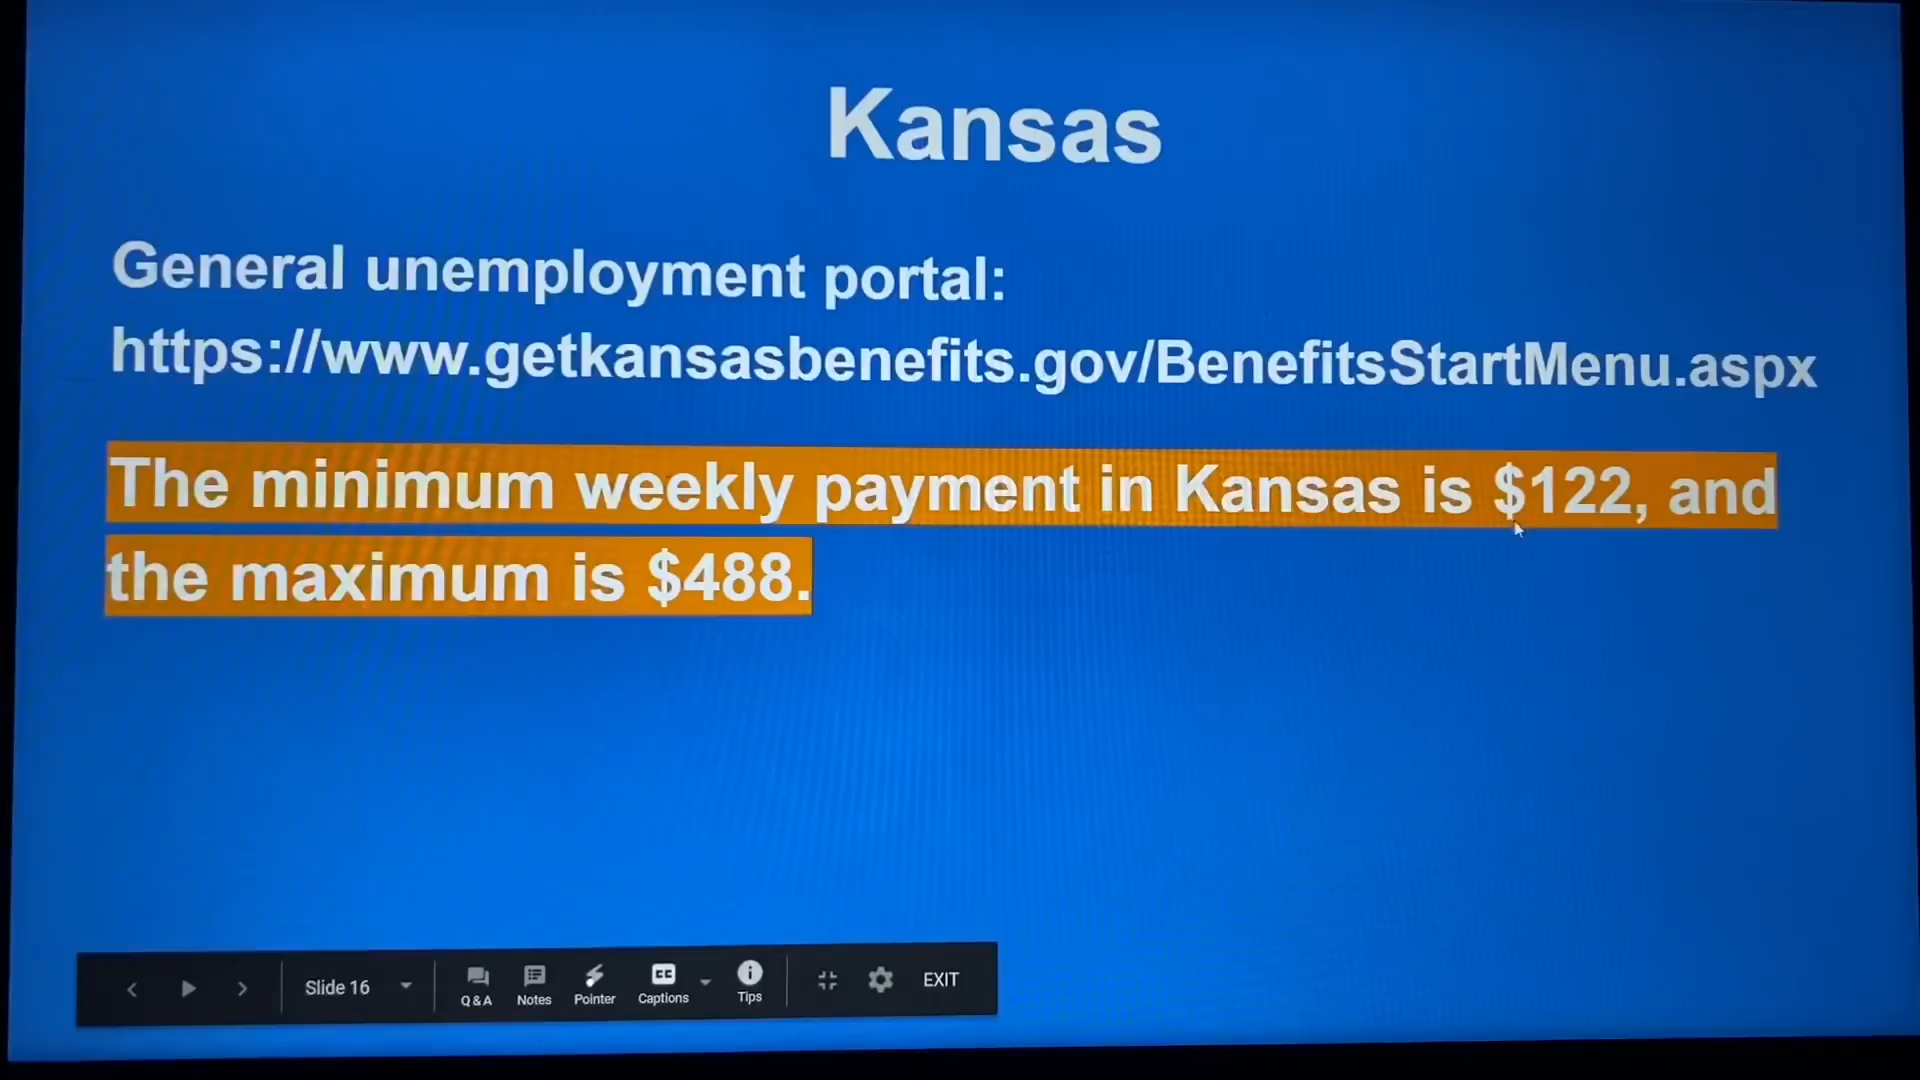 Kansas
General unemployment portal:
https://www.getkansasbenefits.gov/BenefitsStartMenu.aspx
The minimum weekly payment in Kansas is $122, and
the maximum is $488.
Slide 16
Q&A
Notes
Pointer
CC
Captions
Tips
EXIT